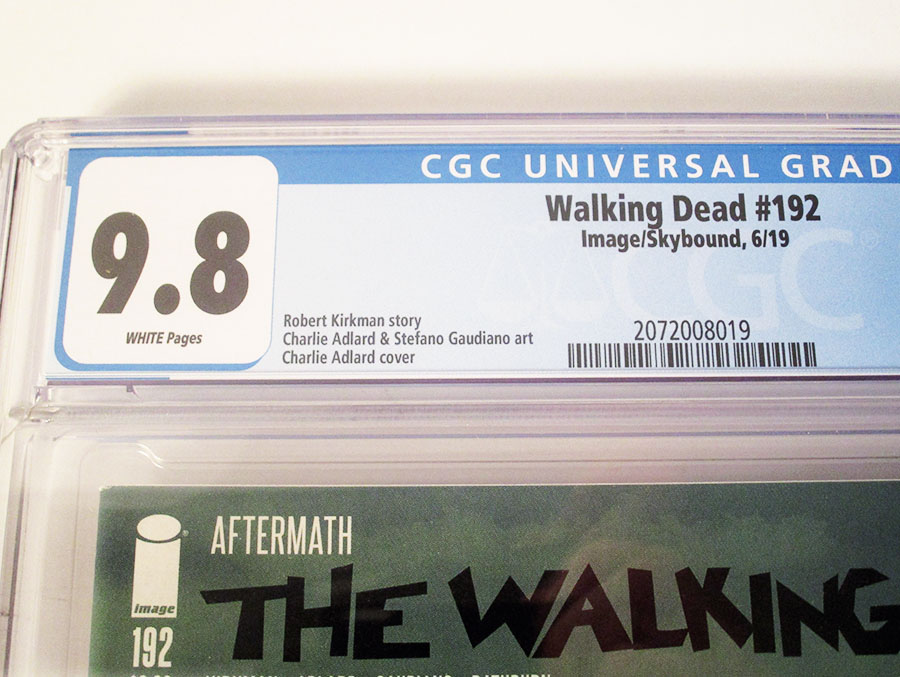 CGC UNIVERSAL GRAD
Walking Dead #192
Image/Skybound, 6/19
9.8
WHITE Pages
Robert Kirkman story
Charlie Adlard & Stefano Gaudiano art
Charlie Adlard cover
2072008019
CGC
AFTERMATH
THE WALKING
image
192